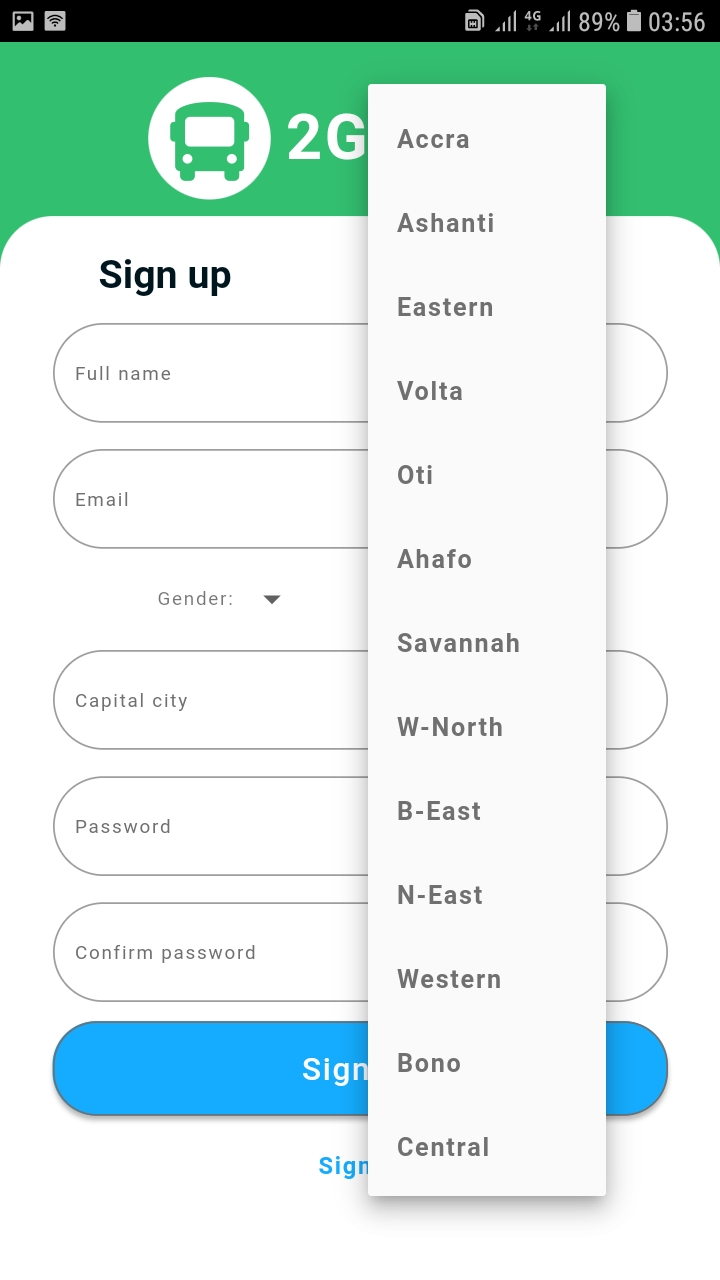 4G 89% 03:56
2G
Sign up
Full name
Email
Gender:
Capital city
Password
Confirm password
Sign
Sign
Accra
Ashanti
Eastern
Volta
Oti
Ahafo
Savannah
W-North
B-East
N-East
Western
Bono
Central